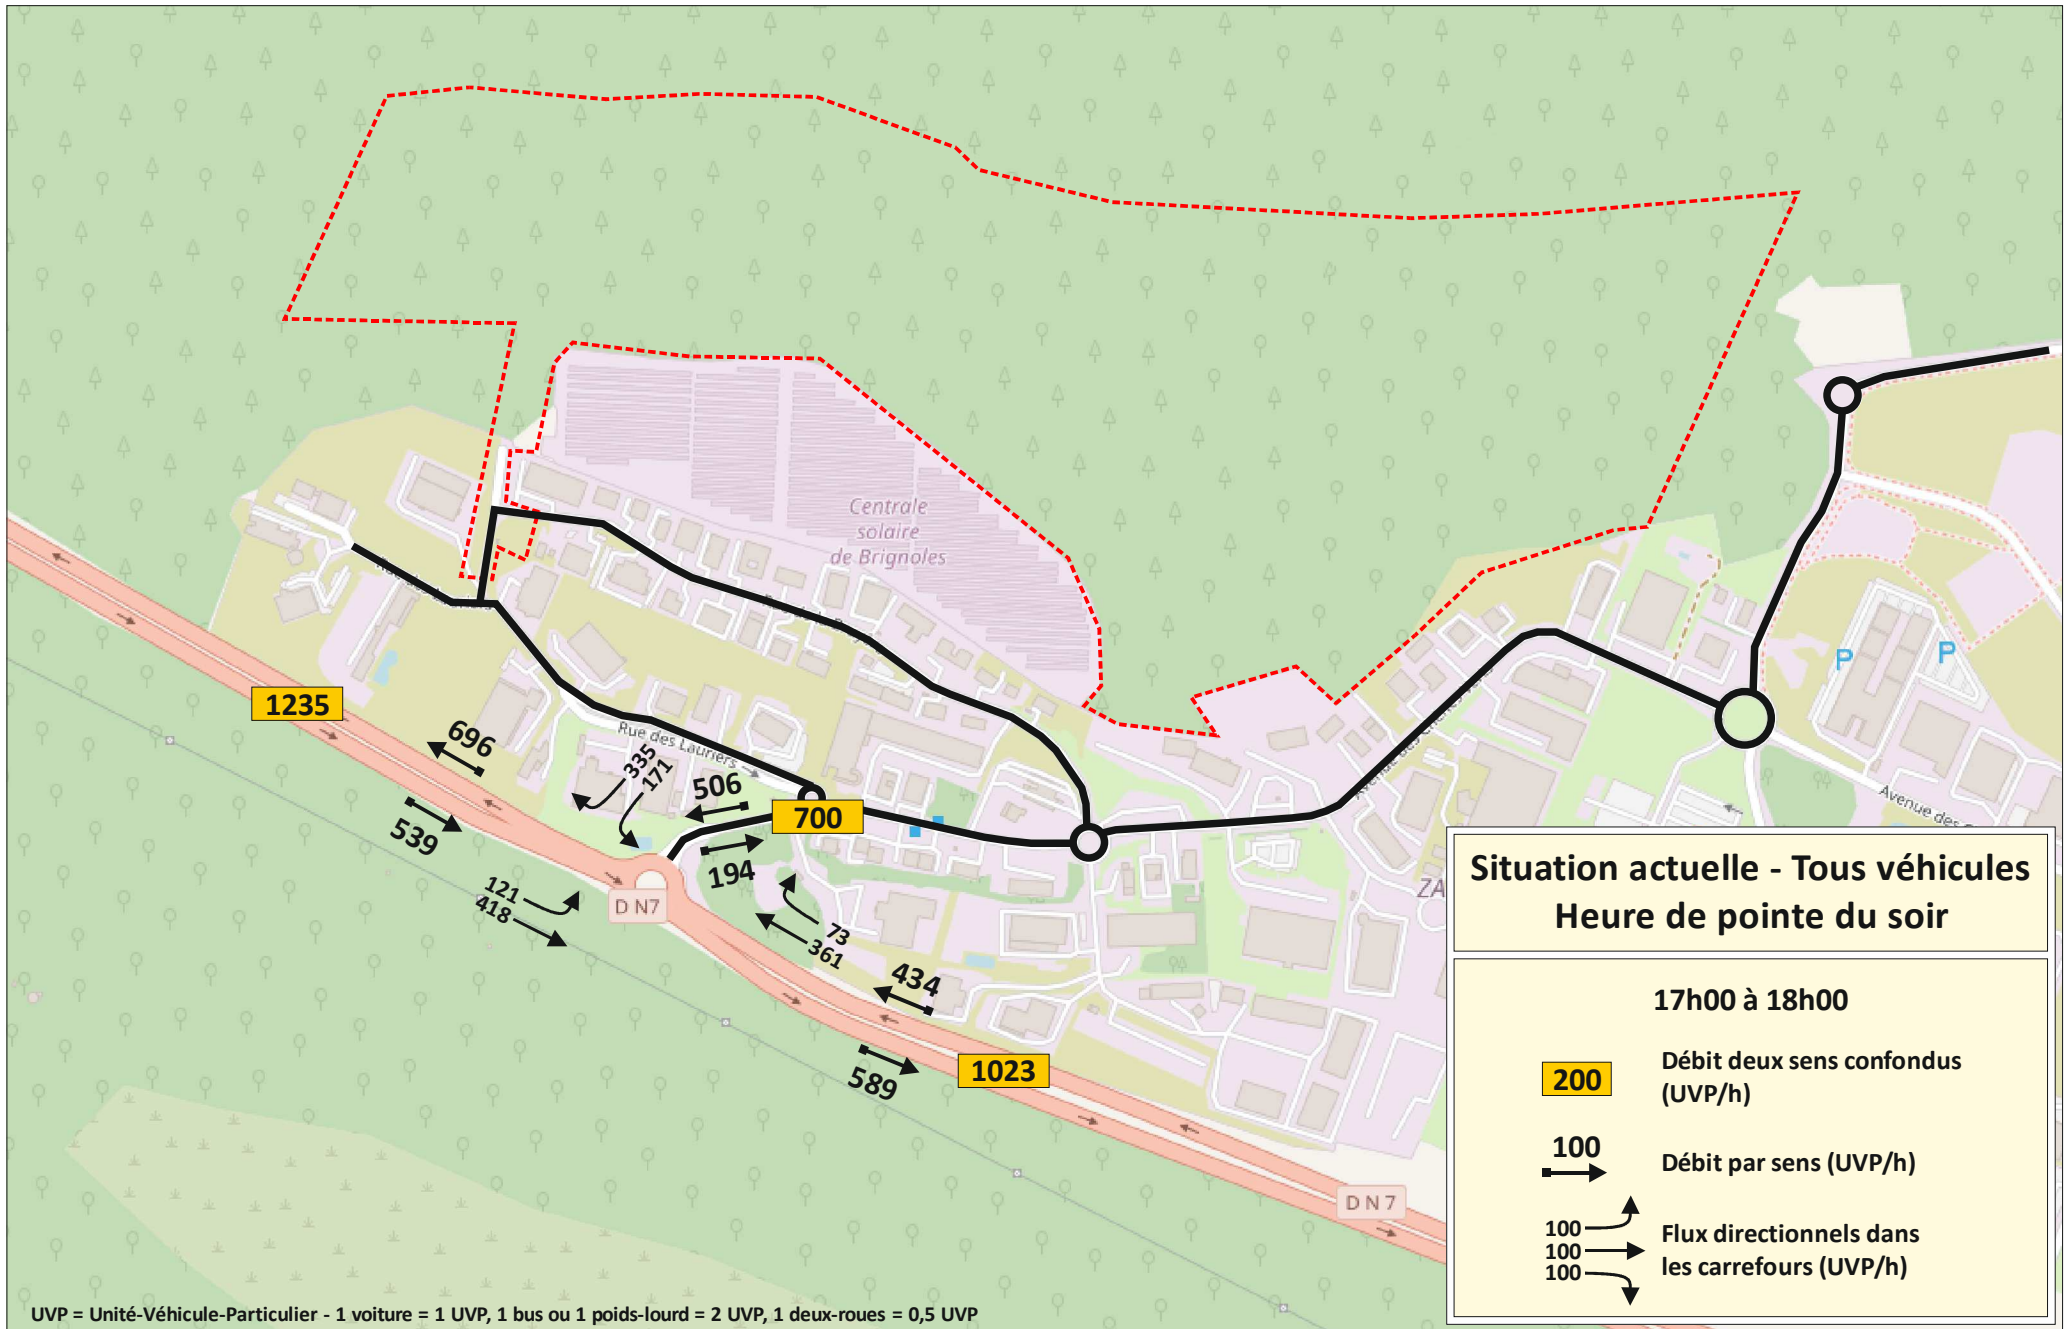 Centrale
solaire
de Brignoles
P
P
1235
696
Rue des Lauriers
335
171
506
700
539
194
Avenue des
121
418
D N7
73
361
ZA
434
1023
589
D N 7
Situation actuelle - Tous véhicules
Heure de pointe du soir
17h00 à 18h00
200
Débit deux sens confondus
(UVP/h)
100
Débit par sens (UVP/h)
100
100
100
Flux directionnels dans
les carrefours (UVP/h)
UVP = Unité-Véhicule-Particulier - 1 voiture = 1 UVP, 1 bus ou 1 poids-lourd = 2 UVP, 1 deux-roues = 0,5 UVP